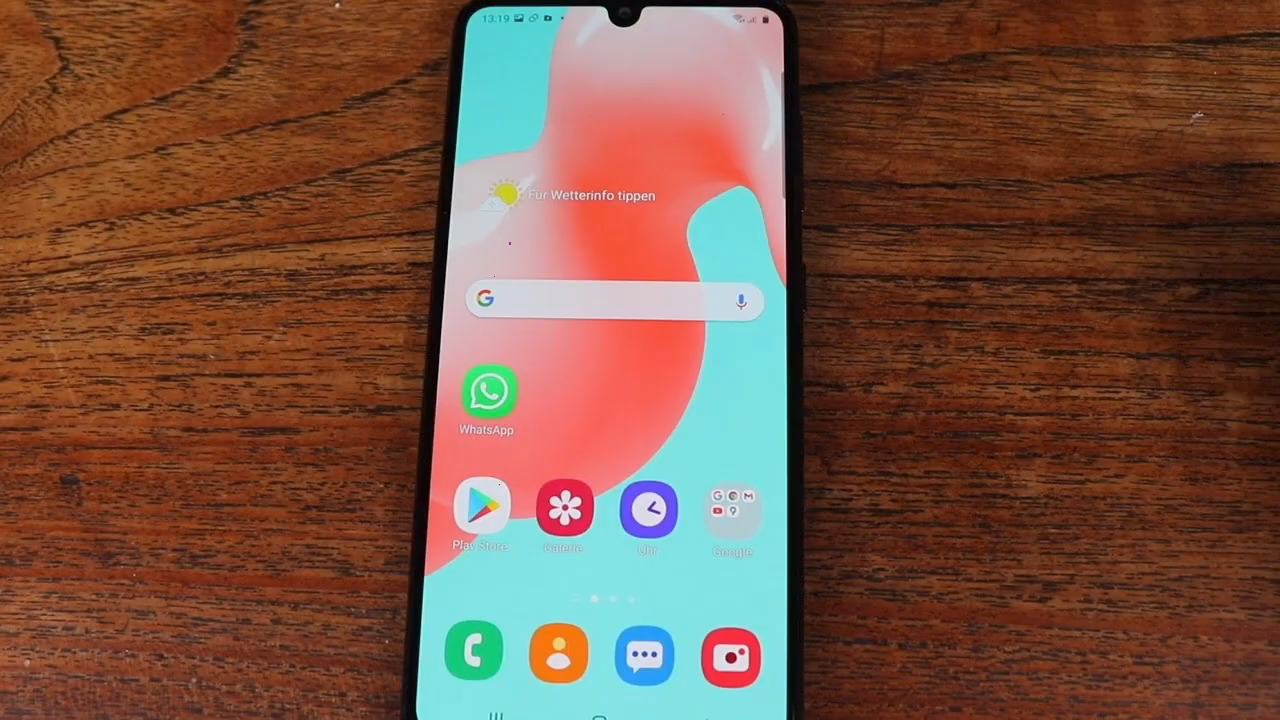 13:19
Für Wetterinfo tippen
WhatsApp
Play Store
Galerie
Uhr
Google